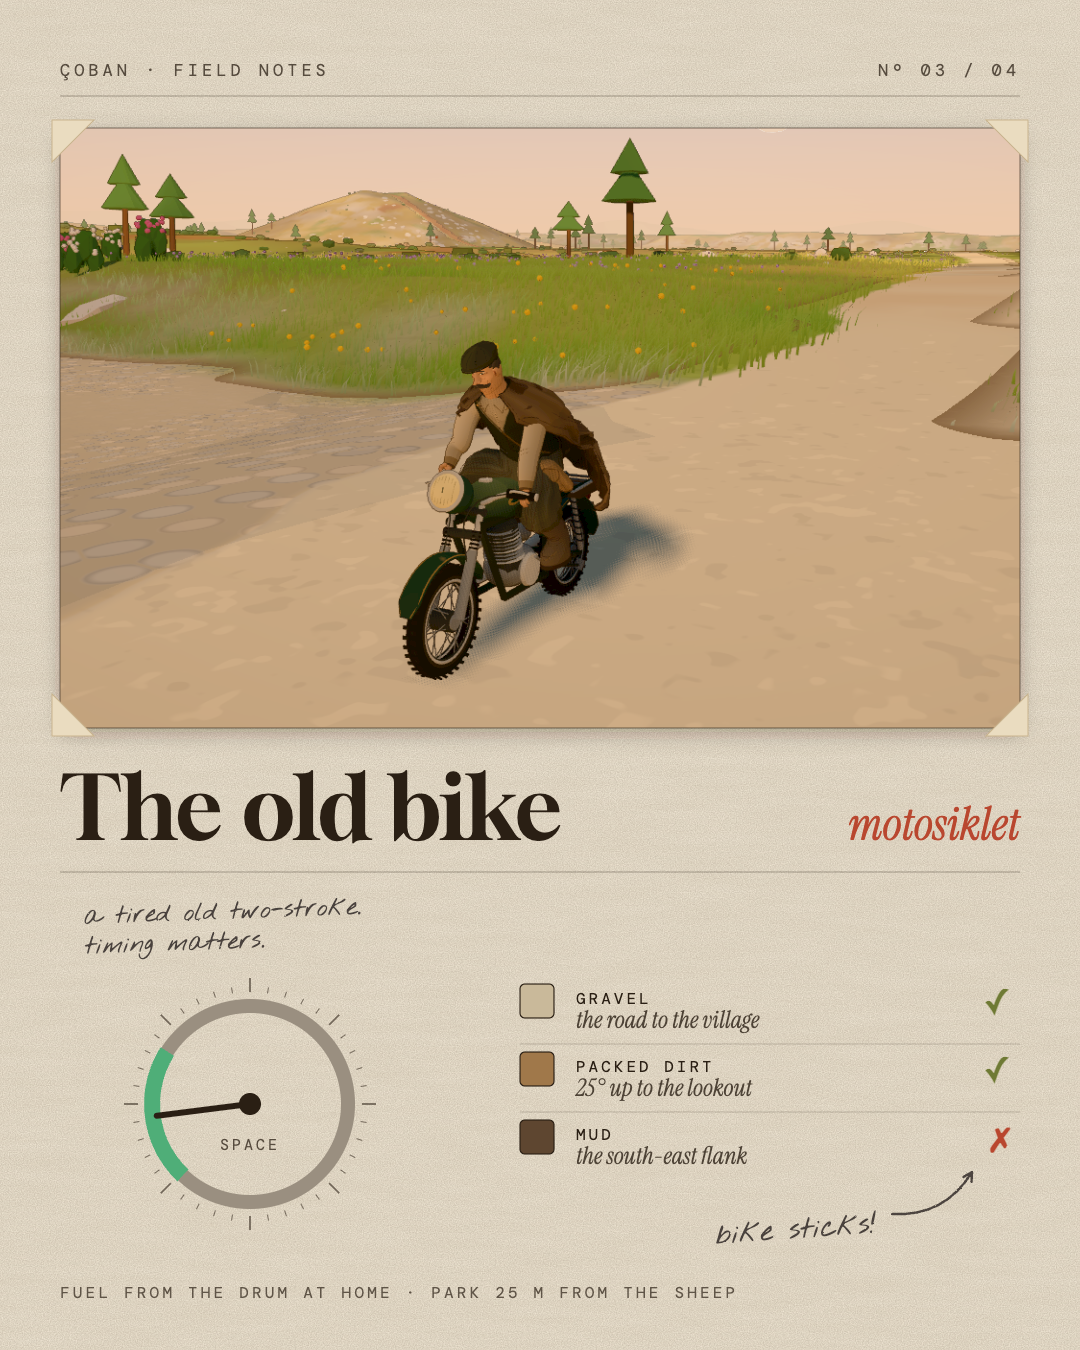 ÇOBAN · FIELD NOTES
Nº 03 / 04
The old bike
motosiklet
a tired old two-stroke.
timing matters.
SPACE
GRAVEL
the road to the village
✓
PACKED DIRT
25° up to the lookout
✓
MUD
the south-east flank
✗
bike sticks!
FUEL FROM THE DRUM AT HOME · PARK 25 M FROM THE SHEEP